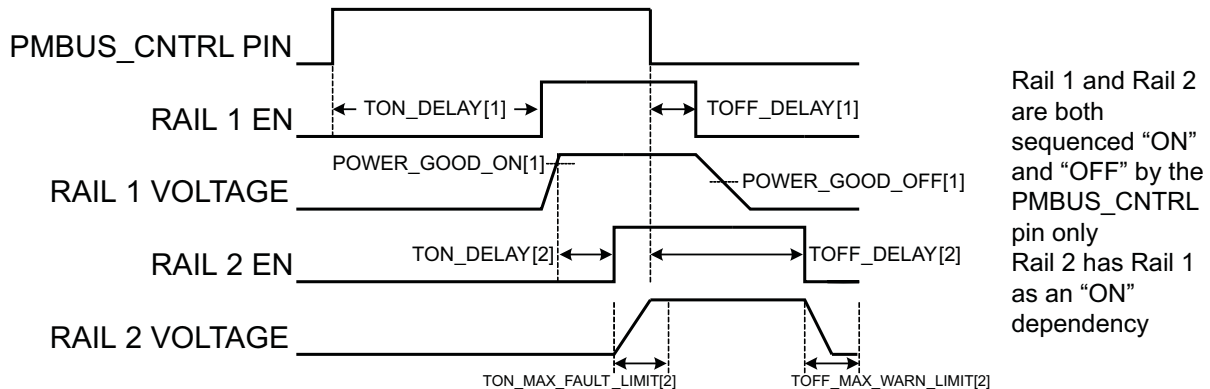 PMBUS_CNTRL PIN
RAIL 1 EN
TON_DELAY[1]
TOFF_DELAY[1]
RAIL 1 VOLTAGE
POWER_GOOD_ON[1]
POWER_GOOD_OFF[1]
RAIL 2 EN
TON_DELAY[2]
TOFF_DELAY[2]
RAIL 2 VOLTAGE
TON_MAX_FAULT_LIMIT[2]
TOFF_MAX_WARN_LIMIT[2]
Rail 1 and Rail 2
are both
sequenced “ON”
and “OFF” by the
PMBUS_CNTRL
pin only
Rail 2 has Rail 1
as an “ON”
dependency